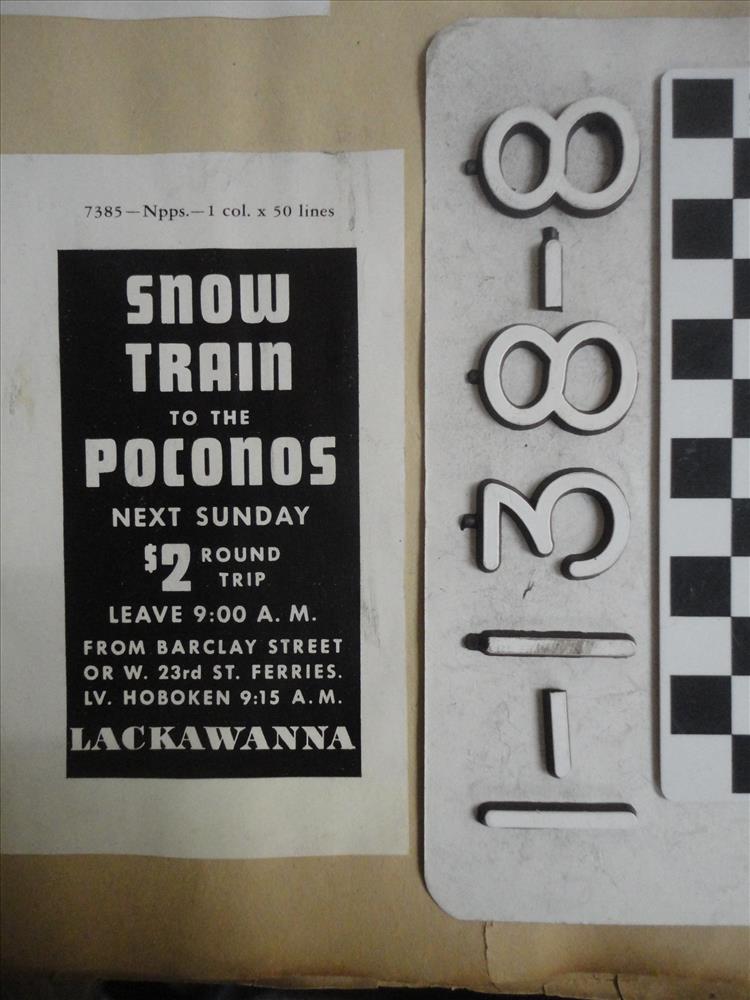 7385—Npps.—1 col. x 50 lines
SNOW
TRAIN
TO THE
POCONOS
NEXT SUNDAY
$2 ROUND
TRIP
LEAVE 9:00 A. M.
FROM BARCLAY STREET
OR W. 23rd ST. FERRIES.
LV. HOBOKEN 9:15 A. M.
LACKAWANNA
1-138-8